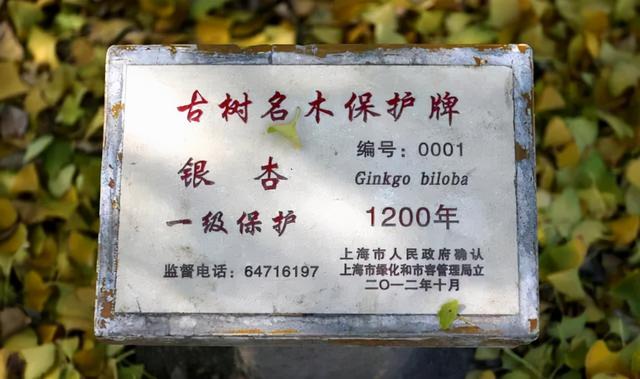 古树名木保护牌
编号：0001
银杏
Ginkgo biloba
一级保护
1200年
监督电话：64716197
上海市人民政府确认
上海市绿化和市容管理局立
二〇一二年十月